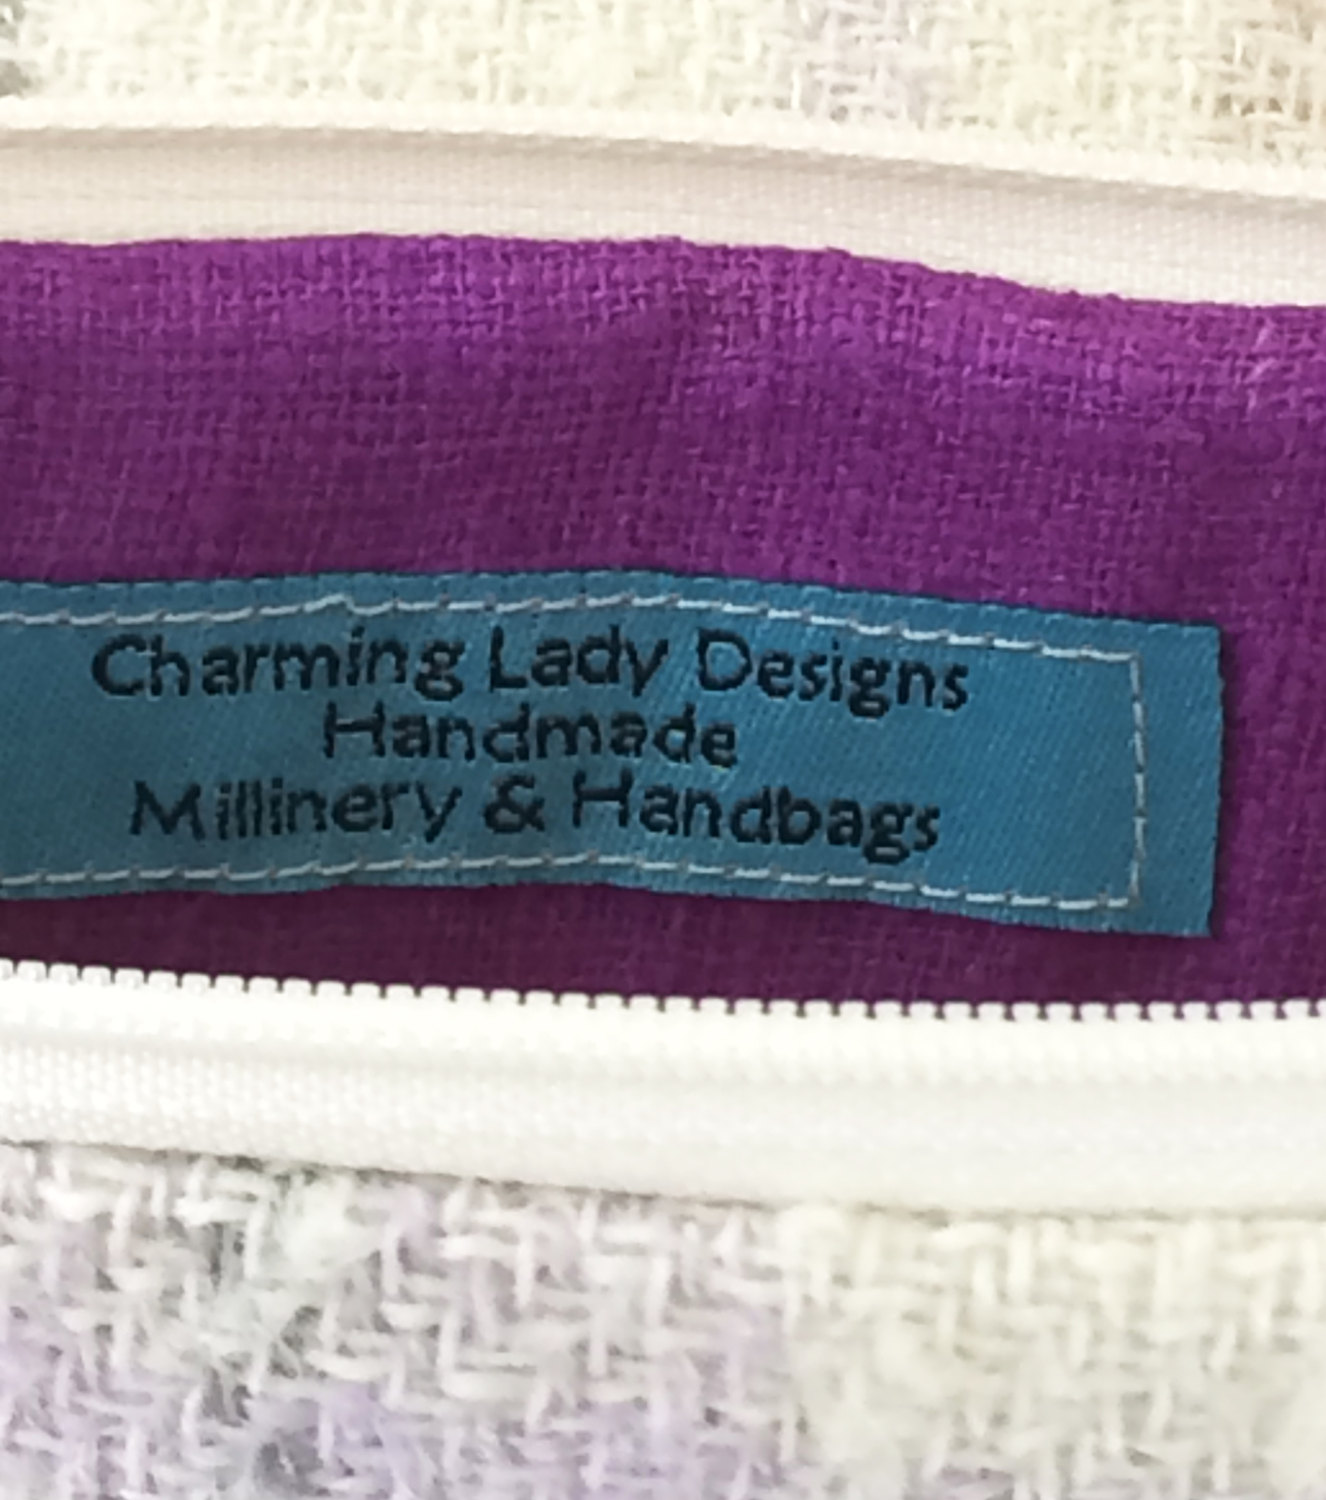 Charming Lady Designs
Handmade
Millinery & Handbags